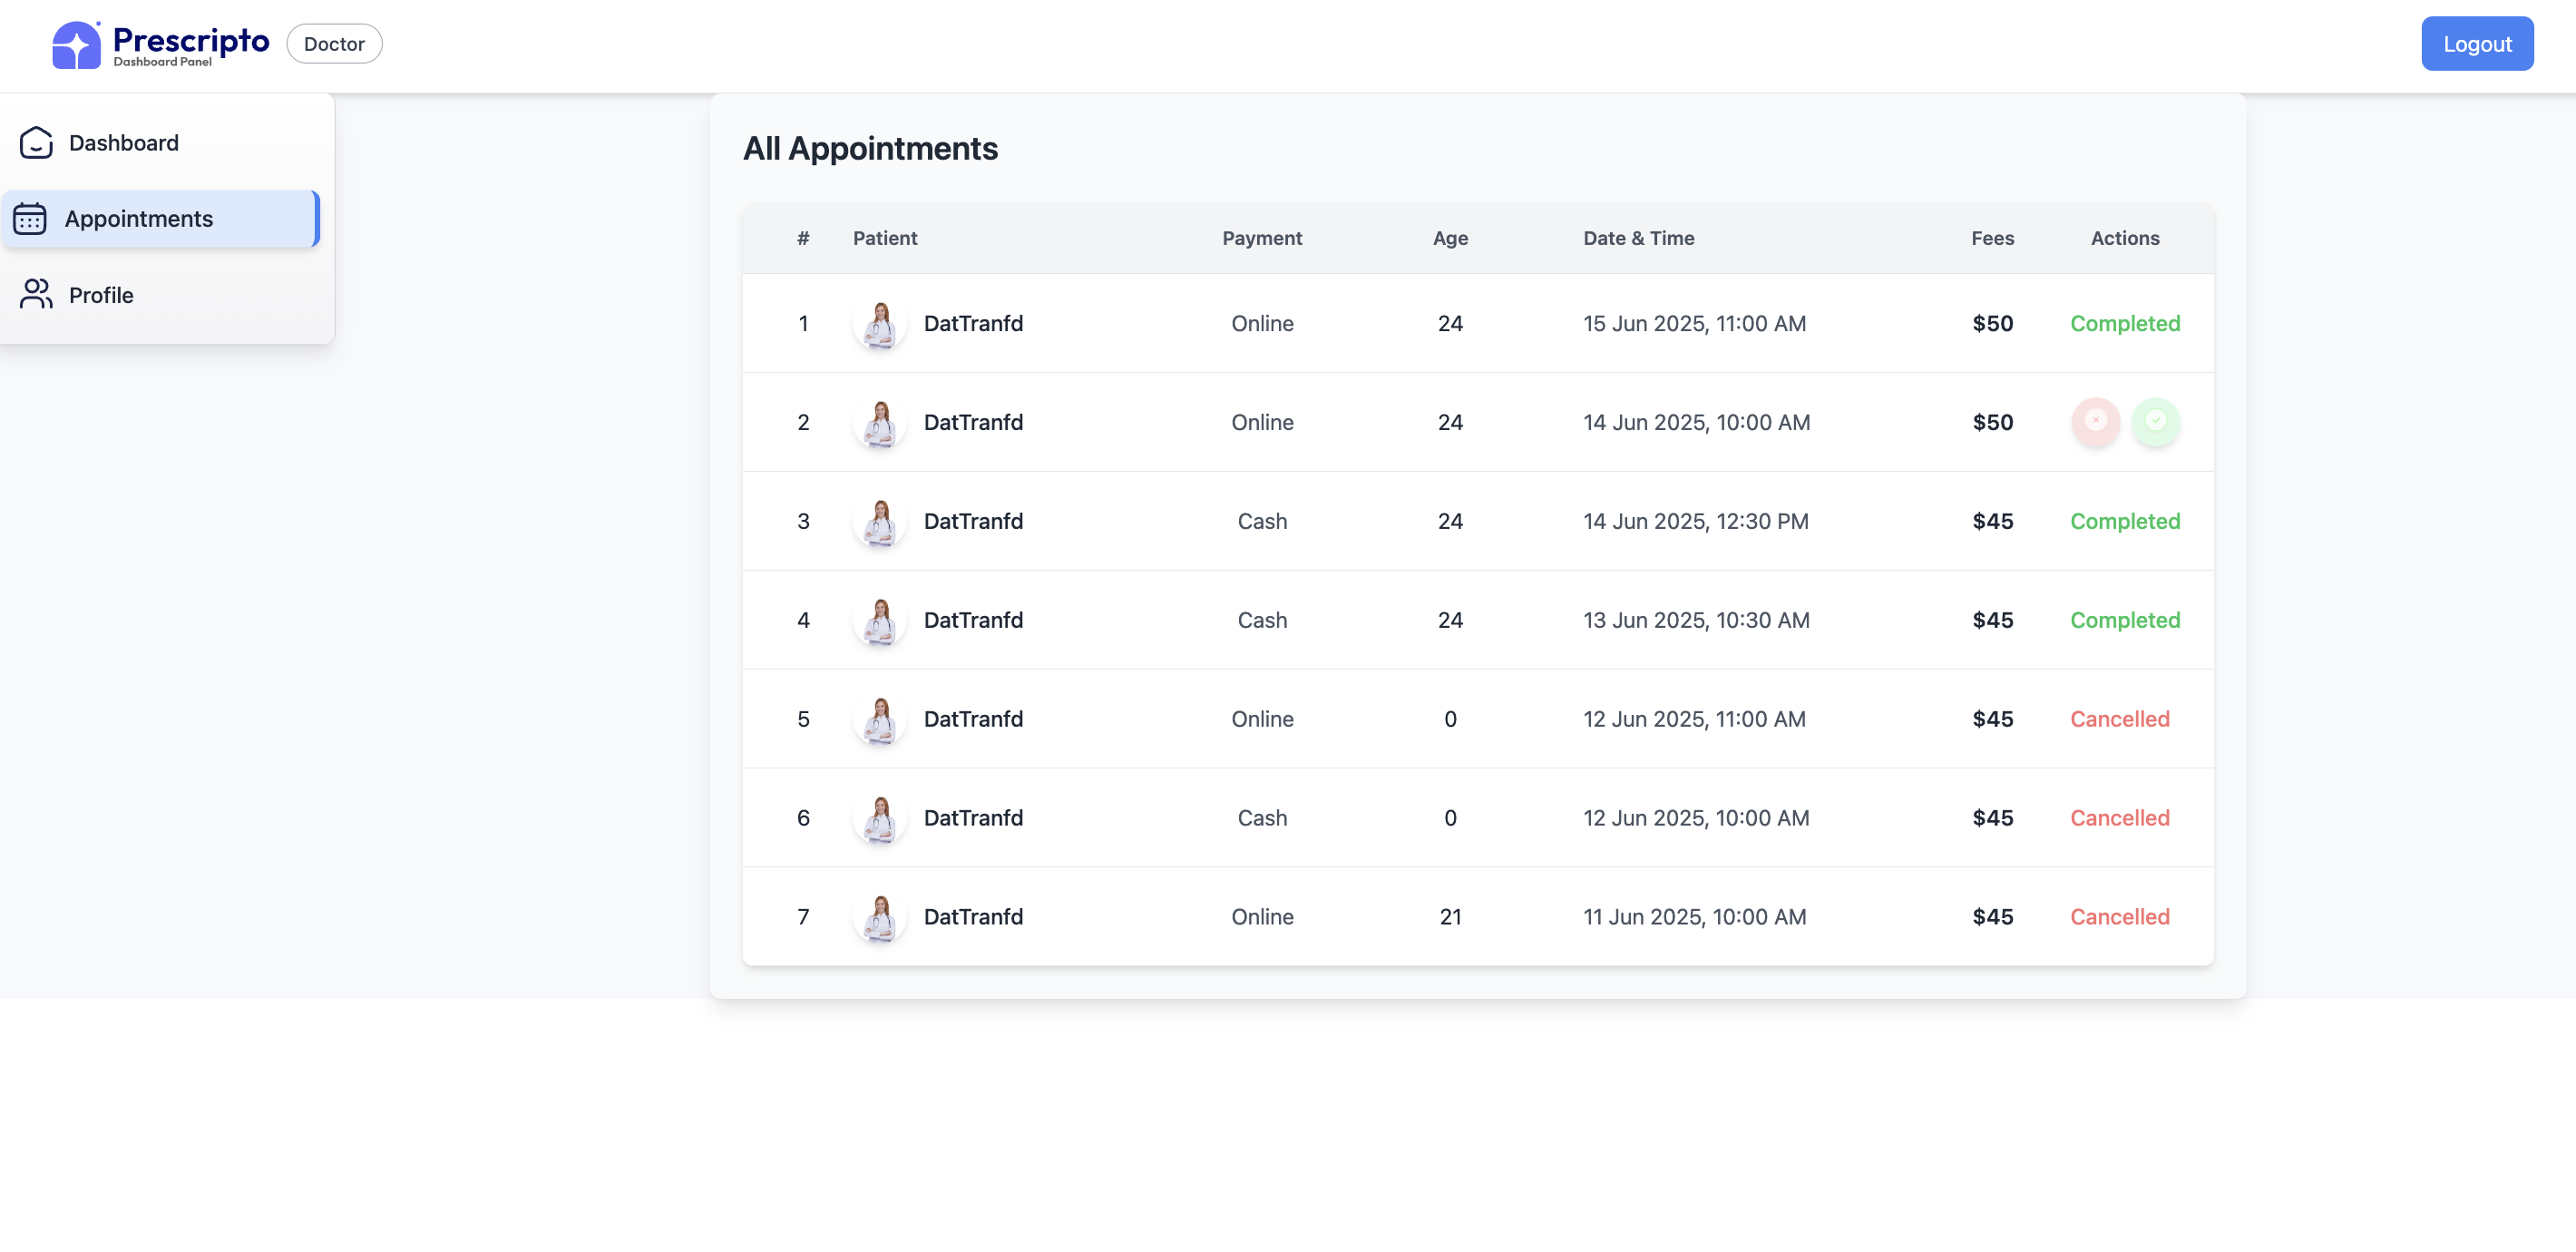 Prescripto
Dashboard Panel
Doctor
Logout
Dashboard
Appointments
Profile
All Appointments
# Patient Payment Age Date & Time Fees Actions
1 DatTranfd Online 24 15 Jun 2025, 11:00 AM $50 Completed
2 DatTranfd Online 24 14 Jun 2025, 10:00 AM $50
3 DatTranfd Cash 24 14 Jun 2025, 12:30 PM $45 Completed
4 DatTranfd Cash 24 13 Jun 2025, 10:30 AM $45 Completed
5 DatTranfd Online 0 12 Jun 2025, 11:00 AM $45 Cancelled
6 DatTranfd Cash 0 12 Jun 2025, 10:00 AM $45 Cancelled
7 DatTranfd Online 21 11 Jun 2025, 10:00 AM $45 Cancelled